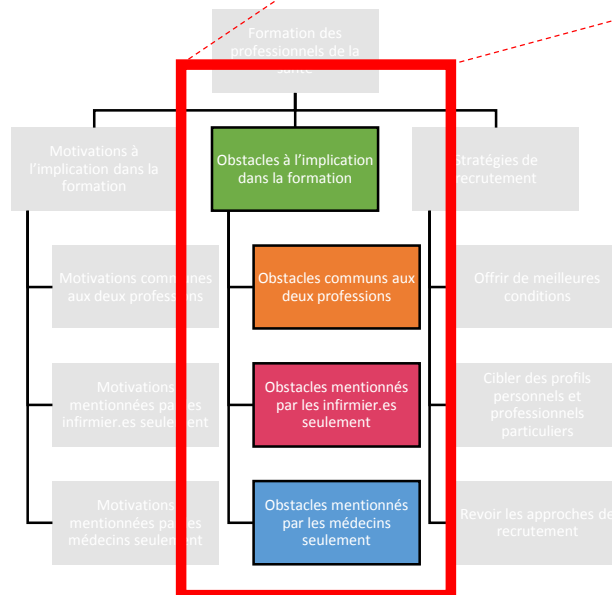 Formation des
professionnels de la
santé
Motivations à
l'implication dans la
formation
Obstacles à l'implication
dans la formation
Stratégies de
recrutement
Motivations communes
aux deux professions
Obstacles communs aux
deux professions
Offrir de meilleures
conditions
Motivations
mentionnées par les
infirmier.es seulement
Obstacles mentionnés
par les infirmier.es
seulement
Cibler des profils
personnels et
professionnels
particuliers
Motivations
mentionnées par les
médecins seulement
Obstacles mentionnés
par les médecins
seulement
Revoir les approches de
recrutement